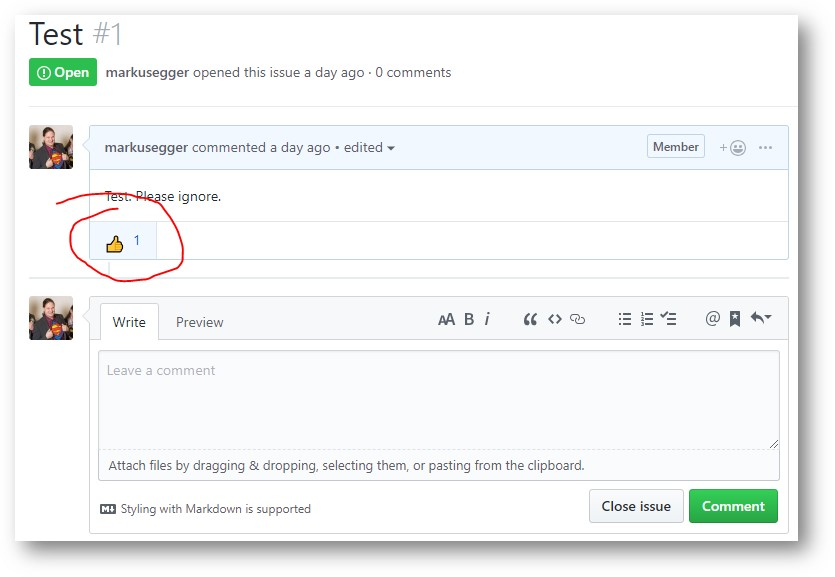 Test #1
Open markusegger opened this issue a day ago · 0 comments
markusegger commented a day ago • edited Member
Test. Please ignore.
👍 1
Write Preview AA B i @
Leave a comment
Attach files by dragging & dropping, selecting them, or pasting from the clipboard.
M Styling with Markdown is supported Close issue Comment